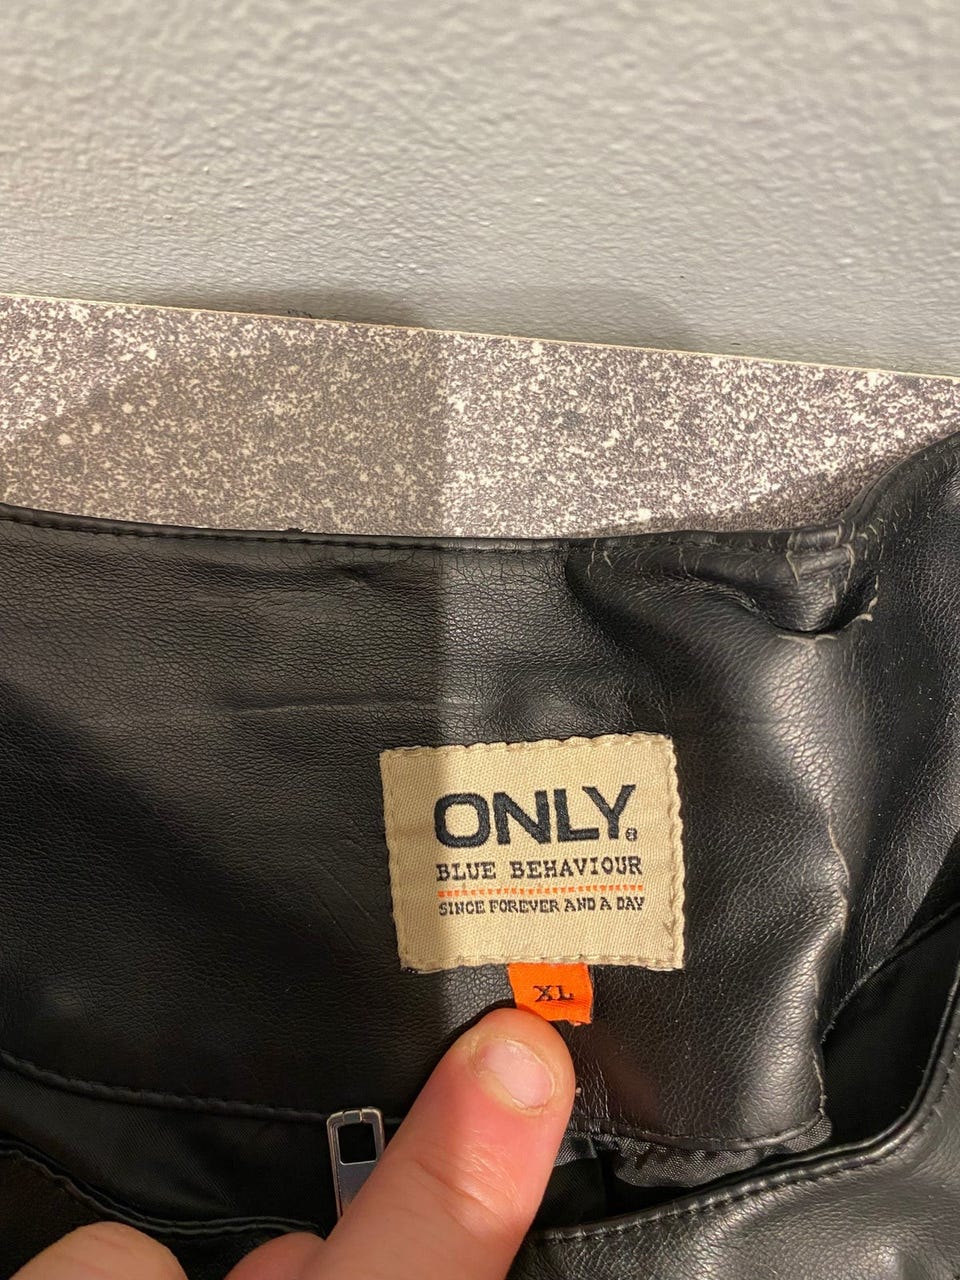 ONLY®
BLUE BEHAVIOUR
SINCE FOREVER AND A DAY
XL